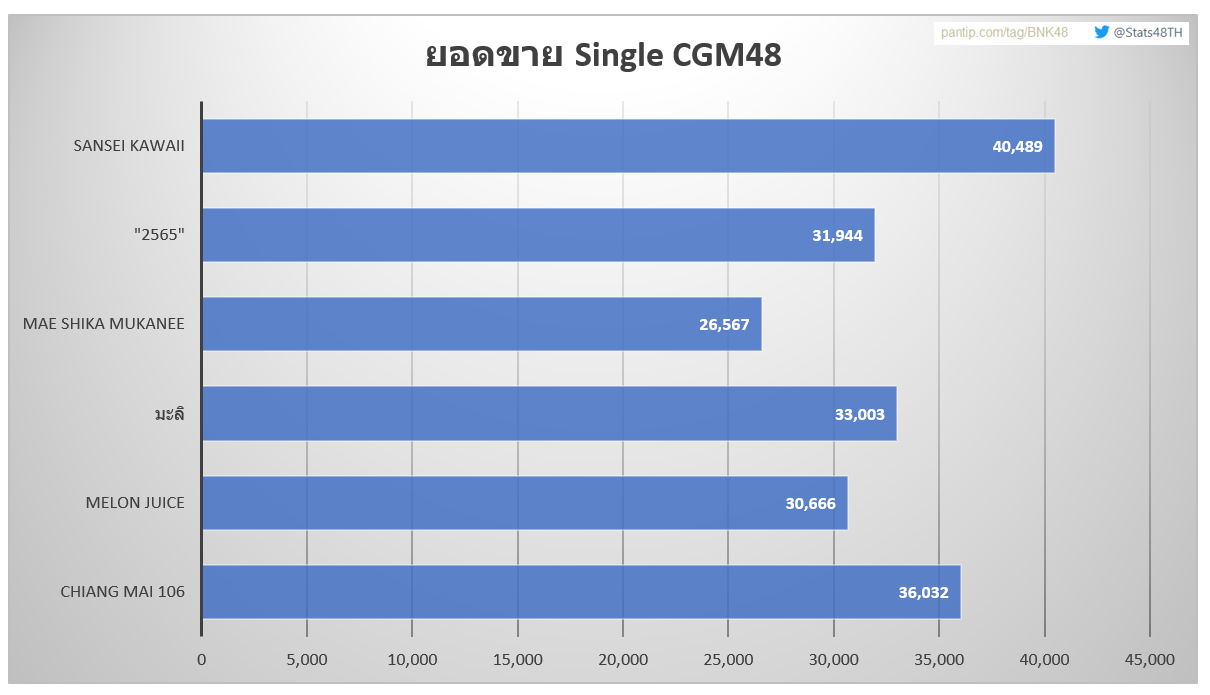 pantip.com/tag/BNK48 @Stats48TH
ยอดขาย Single CGM48
SANSEI KAWAII 40,489
"2565" 31,944
MAE SHIKA MUKANEE 26,567
มะลิ 33,003
MELON JUICE 30,666
CHIANG MAI 106 36,032
0 5,000 10,000 15,000 20,000 25,000 30,000 35,000 40,000 45,000